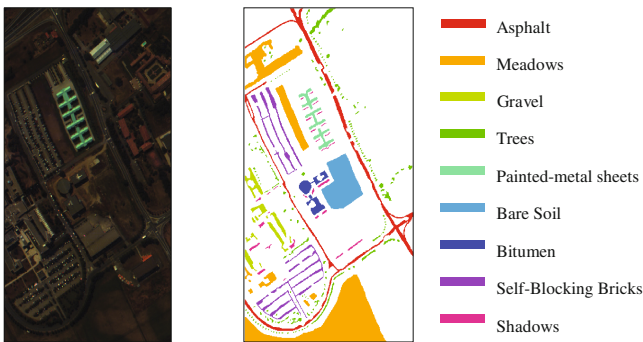 Asphalt
Meadows
Gravel
Trees
Painted-metal sheets
Bare Soil
Bitumen
Self-Blocking Bricks
Shadows